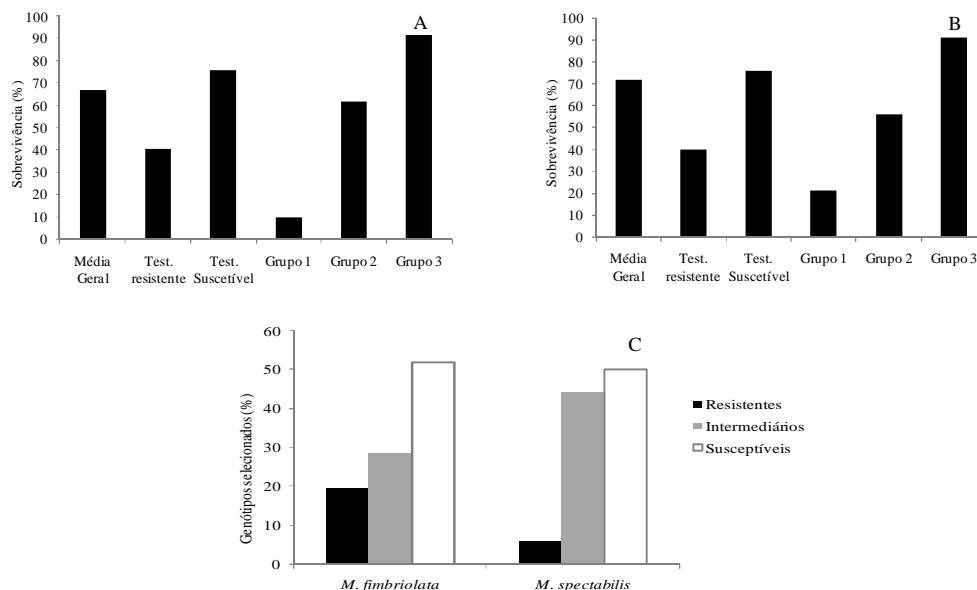 A
Sobrevivência (%)
100
90
80
70
60
50
40
30
20
10
0
Média Geral
Test. resistente
Test. Suscetível
Grupo 1
Grupo 2
Grupo 3
B
Sobrevivência (%)
100
90
80
70
60
50
40
30
20
10
0
Média Geral
Test. resistente
Test. Suscetível
Grupo 1
Grupo 2
Grupo 3
C
Genótipos selecionados (%)
60
50
40
30
20
10
0
M. fimbriolata
M. spectabilis
Resistentes
Intermediários
Susceptíveis